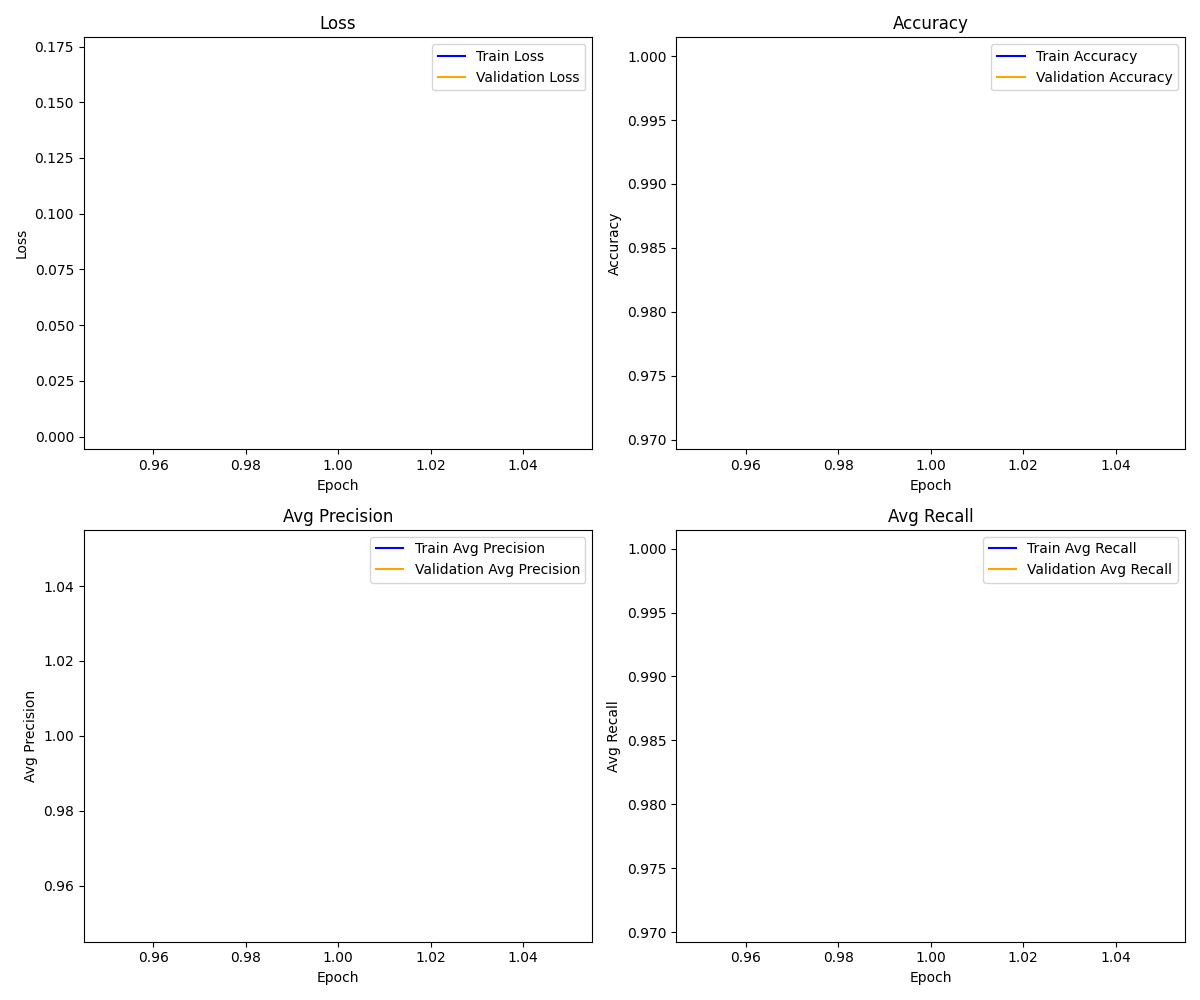 Loss
0.175
0.150
0.125
0.100
0.075
0.050
0.025
0.000
Loss
Train Loss
Validation Loss
0.96 0.98 1.00 1.02 1.04
Epoch
Accuracy
1.000
0.995
0.990
0.985
0.980
0.975
0.970
Accuracy
Train Accuracy
Validation Accuracy
0.96 0.98 1.00 1.02 1.04
Epoch
Avg Precision
1.04
1.02
1.00
0.98
0.96
Avg Precision
Train Avg Precision
Validation Avg Precision
0.96 0.98 1.00 1.02 1.04
Epoch
Avg Recall
1.000
0.995
0.990
0.985
0.980
0.975
0.970
Avg Recall
Train Avg Recall
Validation Avg Recall
0.96 0.98 1.00 1.02 1.04
Epoch